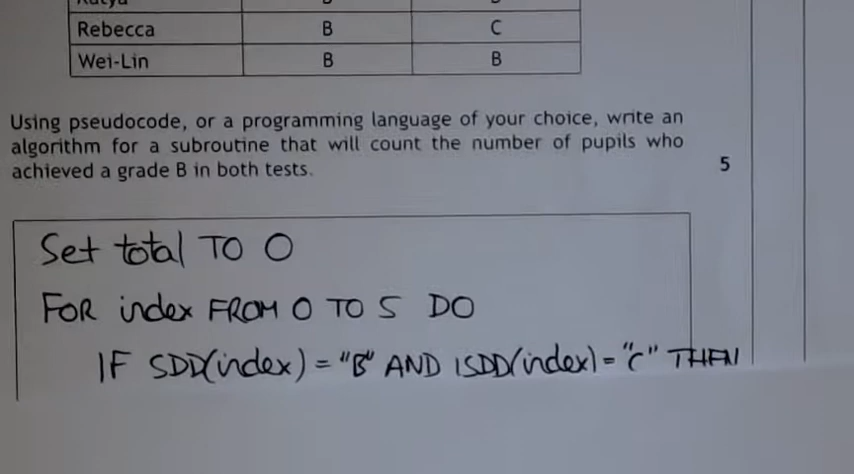 Rebecca B C
Wei-Lin B B
Using pseudocode, or a programming language of your choice, write an
algorithm for a subroutine that will count the number of pupils who
achieved a grade B in both tests.
5
Set total TO 0
FOR index FROM 0 TO 5 DO
IF SDD(index) = "B" AND ISDD(index) = "C" THEN